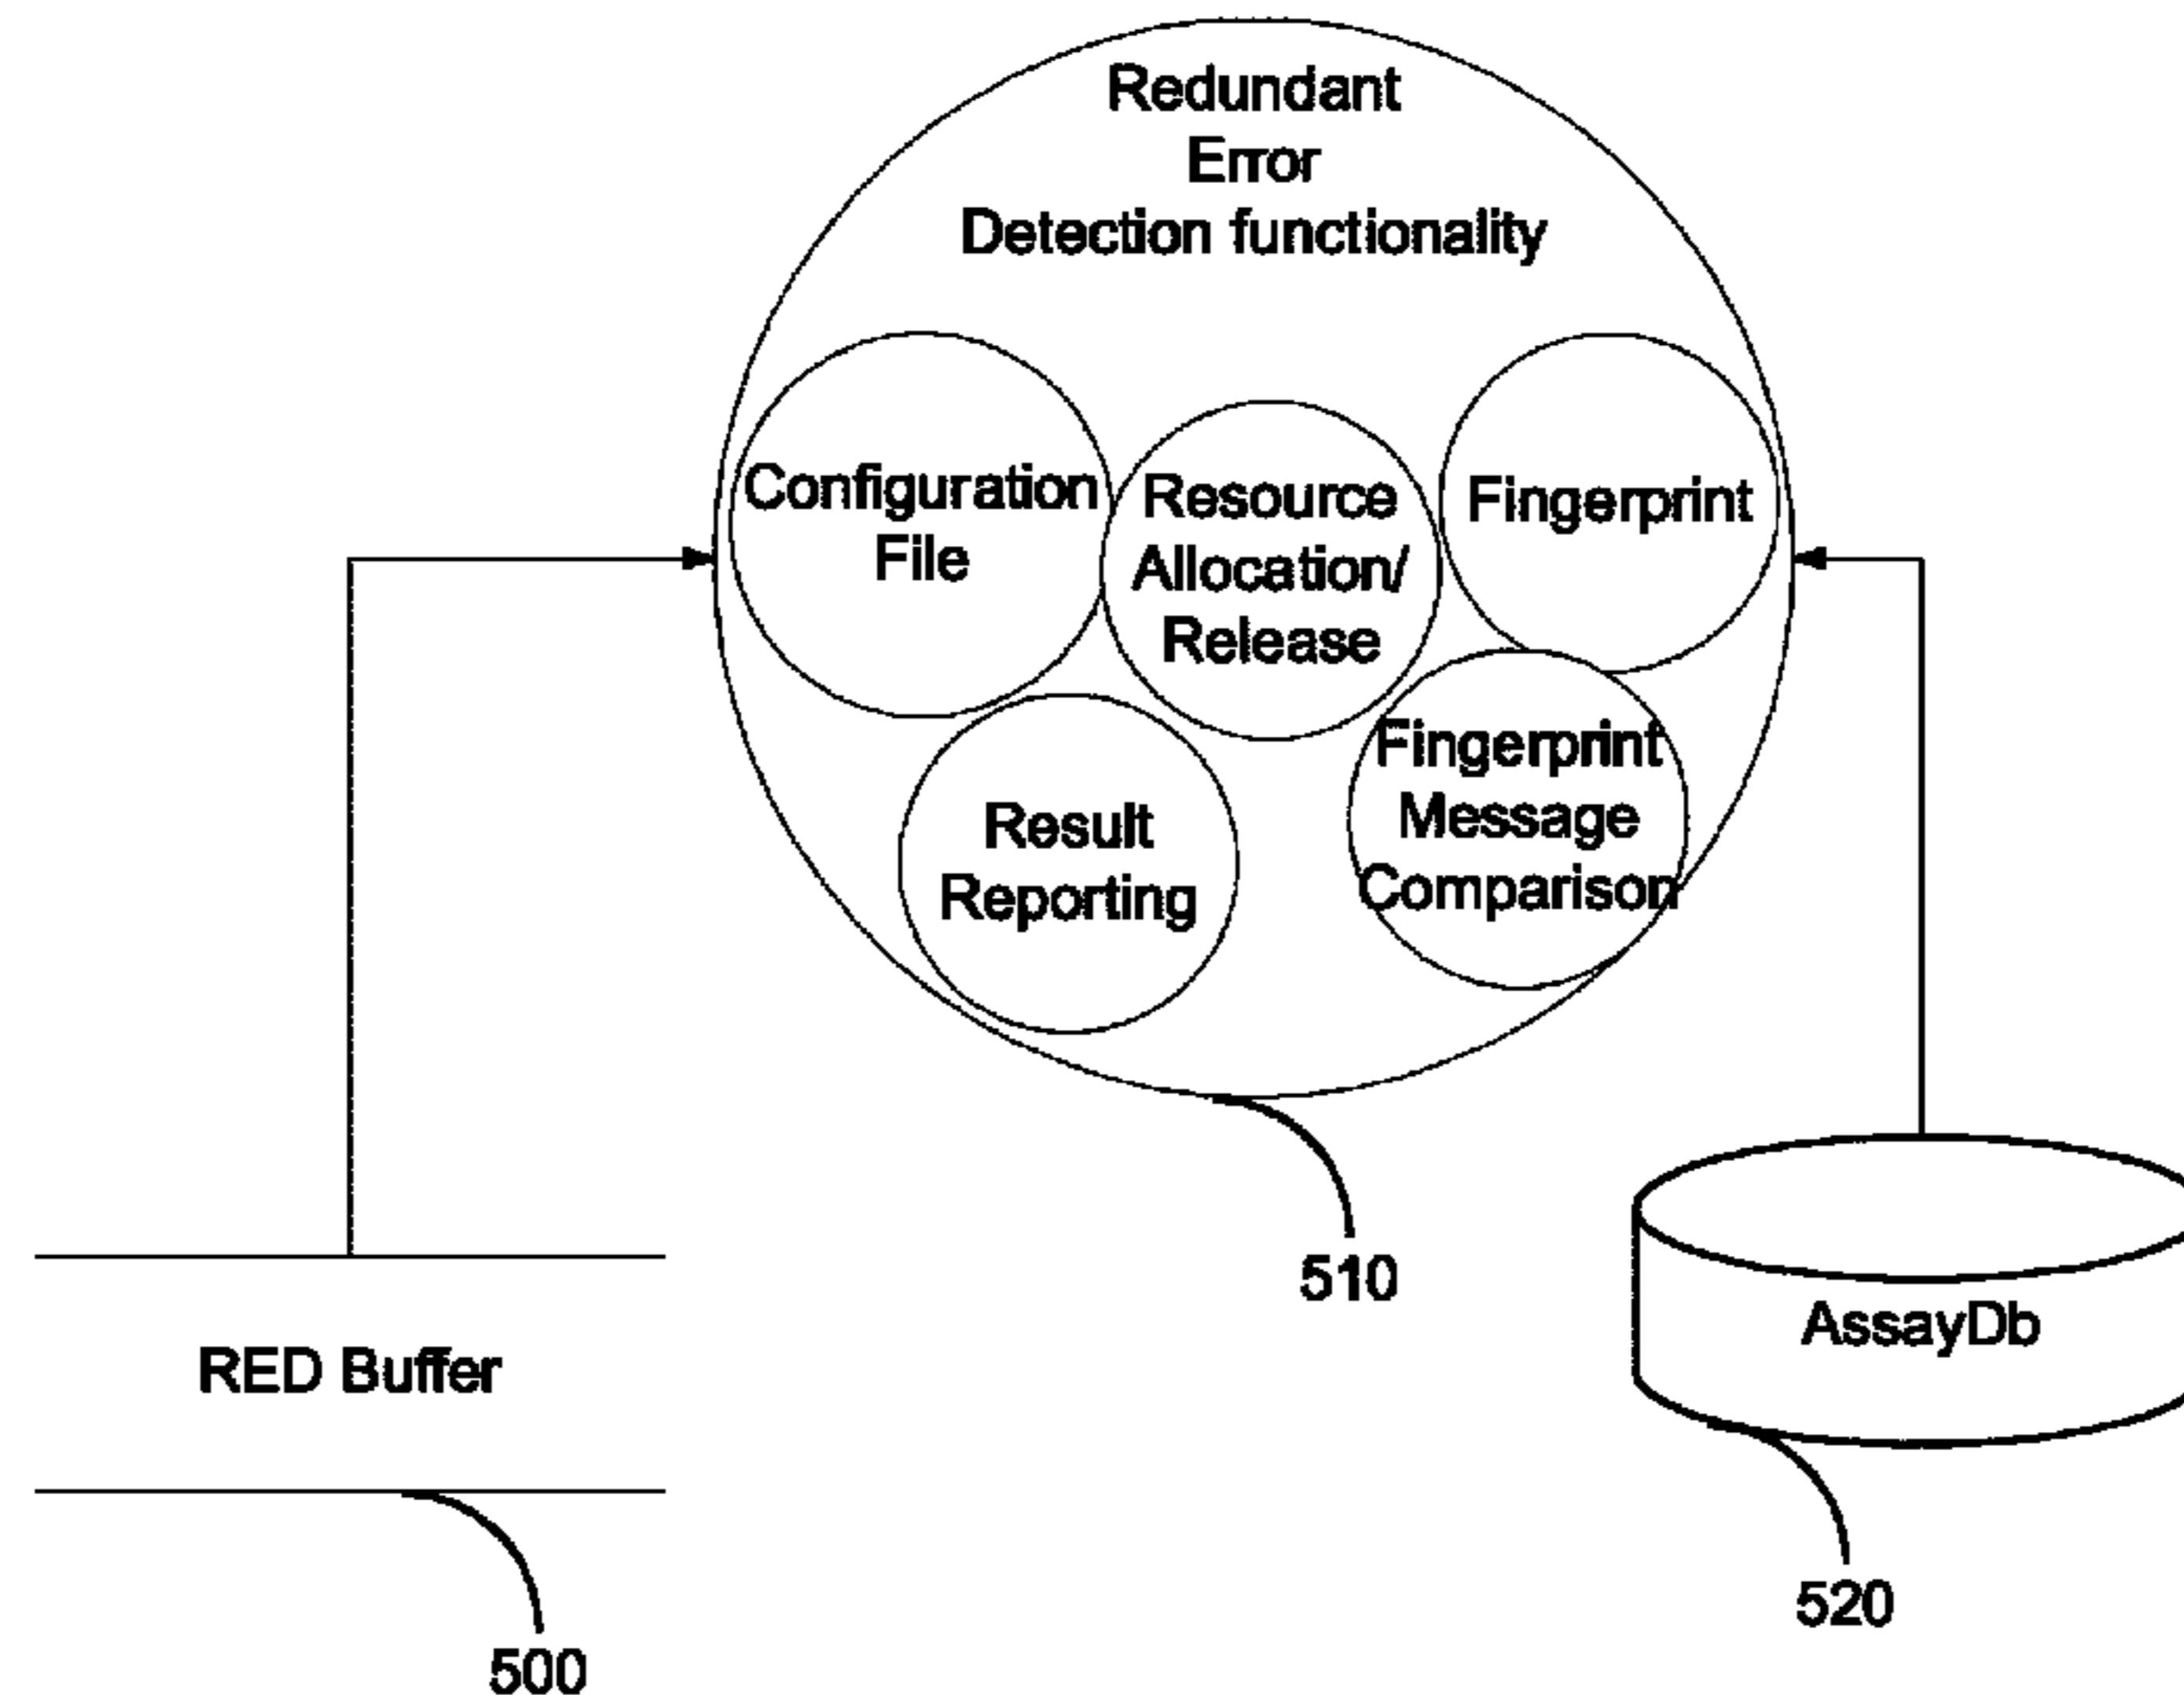 Redundant
Error
Detection functionality
Configuration
File
Resource
Allocation/
Release
Fingerprint
Result
Reporting
Fingerprint
Message
Comparison
510
RED Buffer
500
AssayDb
520